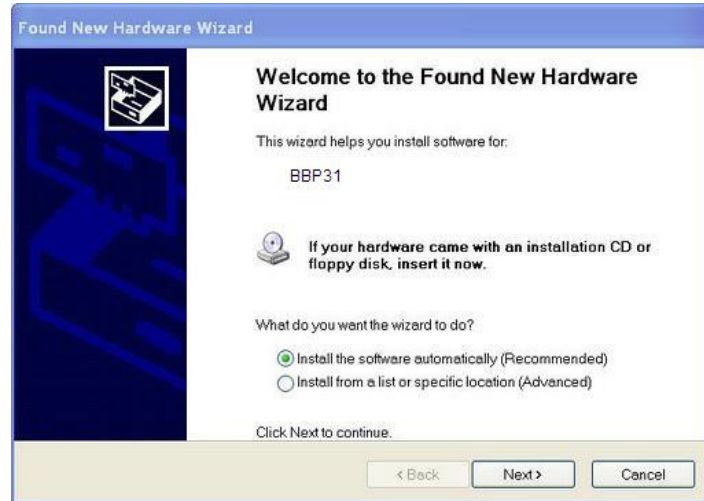 Found New Hardware Wizard
Welcome to the Found New Hardware
Wizard
This wizard helps you install software for:
BBP31
If your hardware came with an installation CD or
floppy disk, insert it now.
What do you want the wizard to do?
Install the software automatically (Recommended)
Install from a list or specific location (Advanced)
Click Next to continue.
< Back
Next >
Cancel